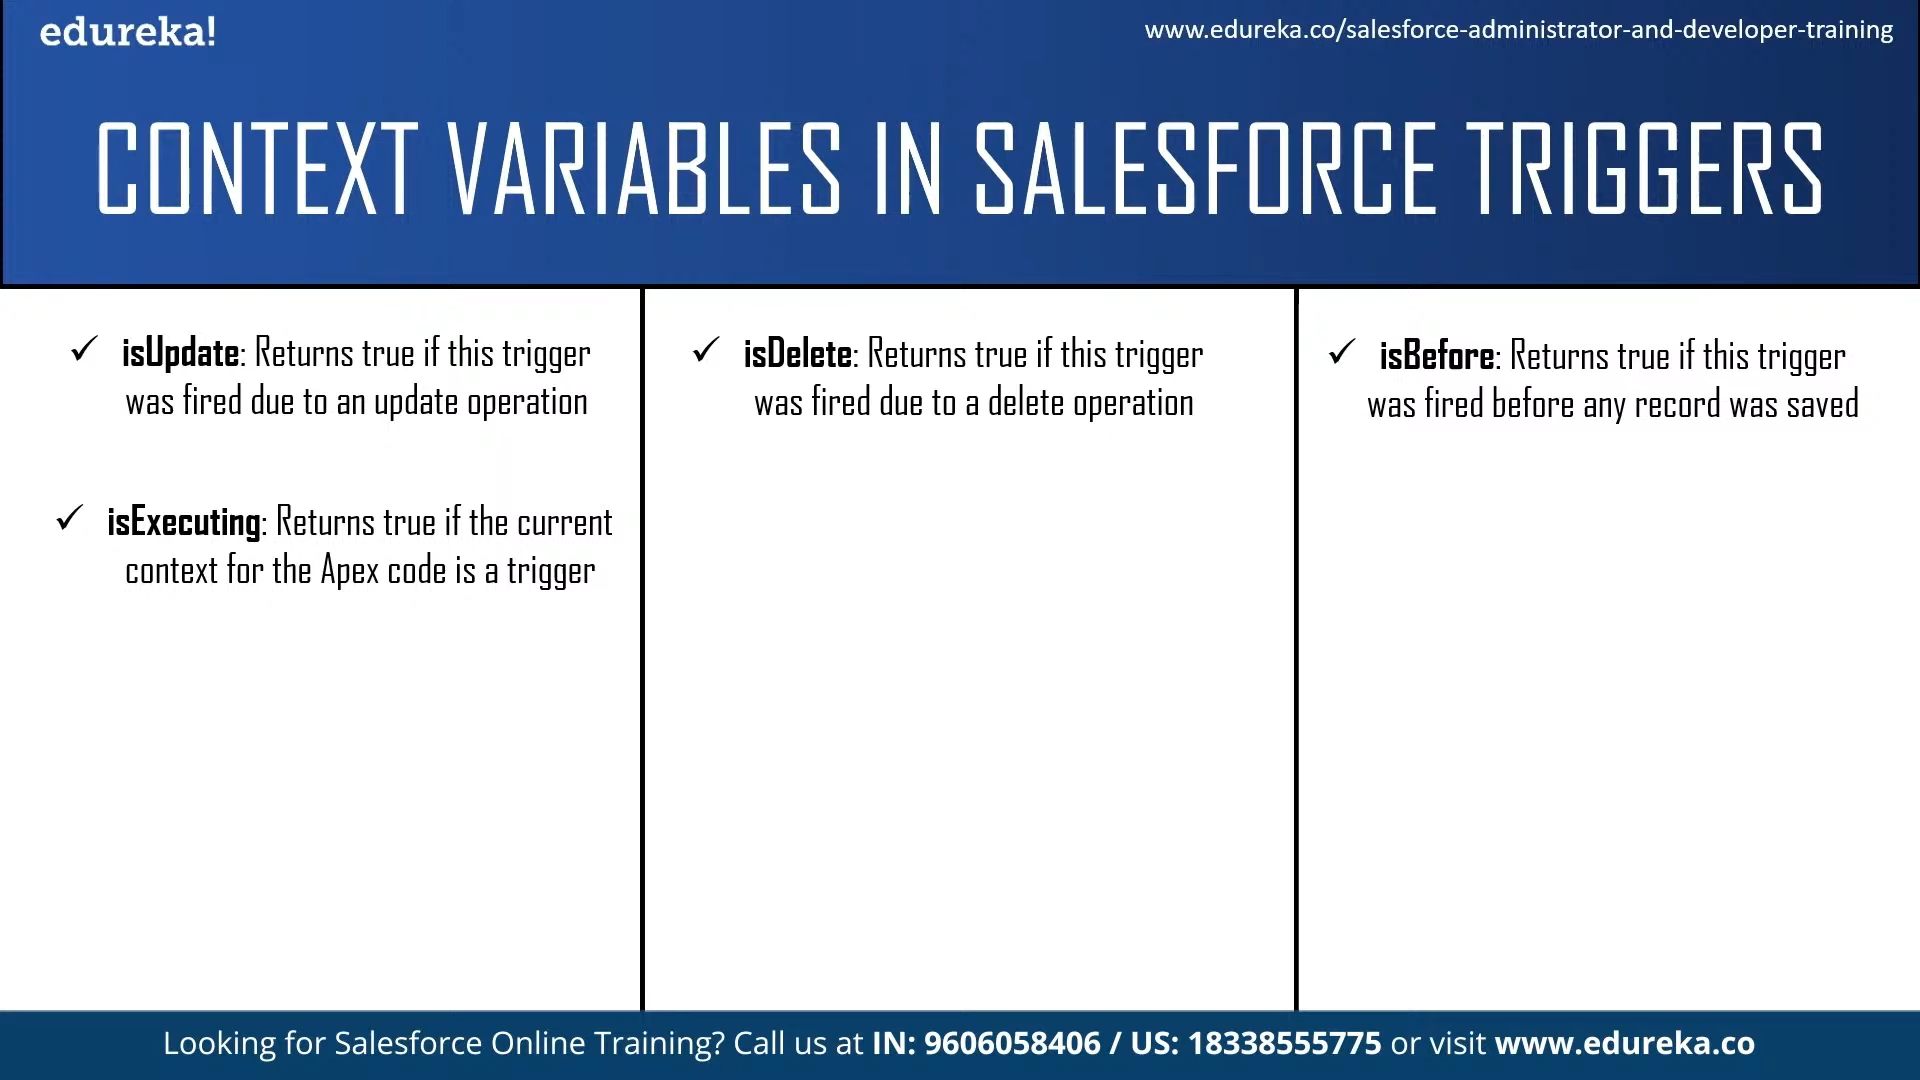 edureka!
www.edureka.co/salesforce-administrator-and-developer-training
CONTEXT VARIABLES IN SALESFORCE TRIGGERS
✓ isUpdate: Returns true if this trigger
was fired due to an update operation
✓ isExecuting: Returns true if the current
context for the Apex code is a trigger
✓ isDelete: Returns true if this trigger
was fired due to a delete operation
✓ isBefore: Returns true if this trigger
was fired before any record was saved
Looking for Salesforce Online Training? Call us at IN: 9606058406 / US: 18338555775 or visit www.edureka.co